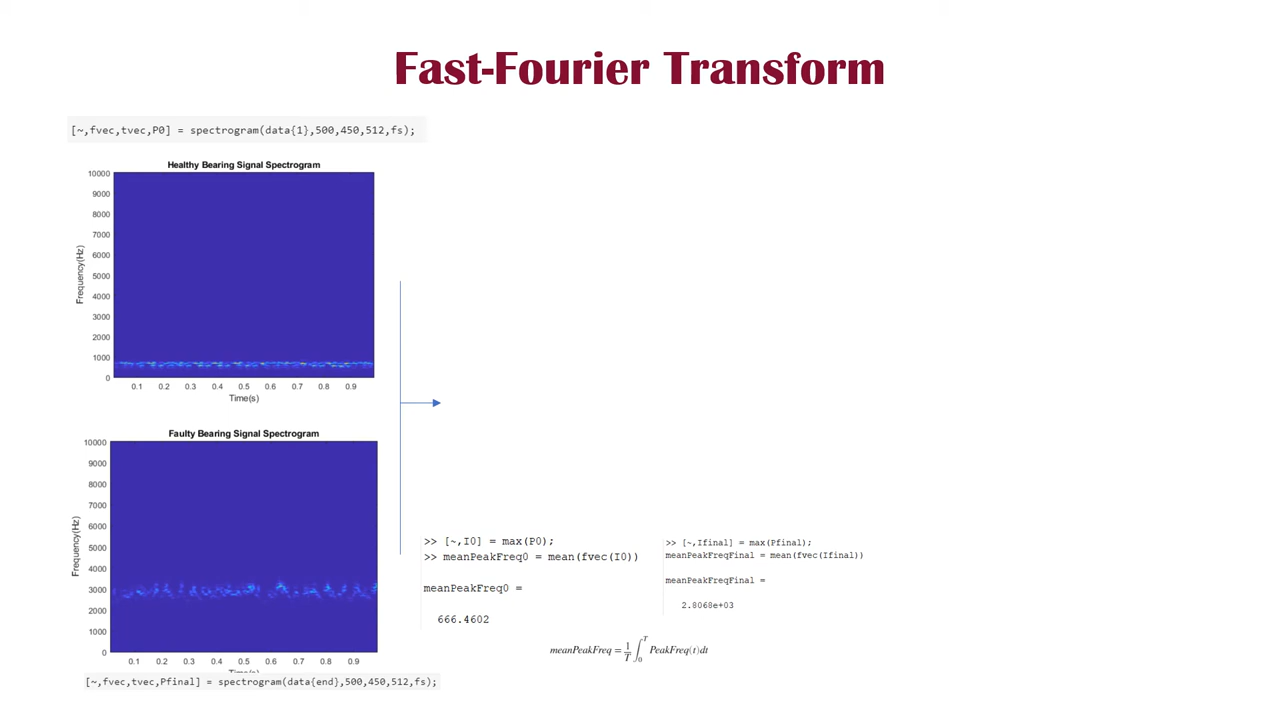 Fast-Fourier Transform
[~,fvec,tvec,P0] = spectrogram(data{1},500,450,512,fs);
Healthy Bearing Signal Spectrogram
10000
9000
8000
7000
6000
5000
4000
3000
2000
1000
0
Frequency(Hz)
0.1 0.2 0.3 0.4 0.5 0.6 0.7 0.8 0.9
Time(s)
Faulty Bearing Signal Spectrogram
10000
9000
8000
7000
6000
5000
4000
3000
2000
1000
0
Frequency(Hz)
0.1 0.2 0.3 0.4 0.5 0.6 0.7 0.8 0.9
[~,fvec,tvec,Pfinal] = spectrogram(data{end},500,450,512,fs);
>> [~,I0] = max(P0);
>> meanPeakFreq0 = mean(fvec(I0))
meanPeakFreq0 =
666.4602
>> [~,Ifinal] = max(Pfinal);
meanPeakFreqFinal = mean(fvec(Ifinal))
meanPeakFreqFinal =
2.8068e+03
meanPeakFreq = 1/T ∫₀ᵀ PeakFreq(t)dt